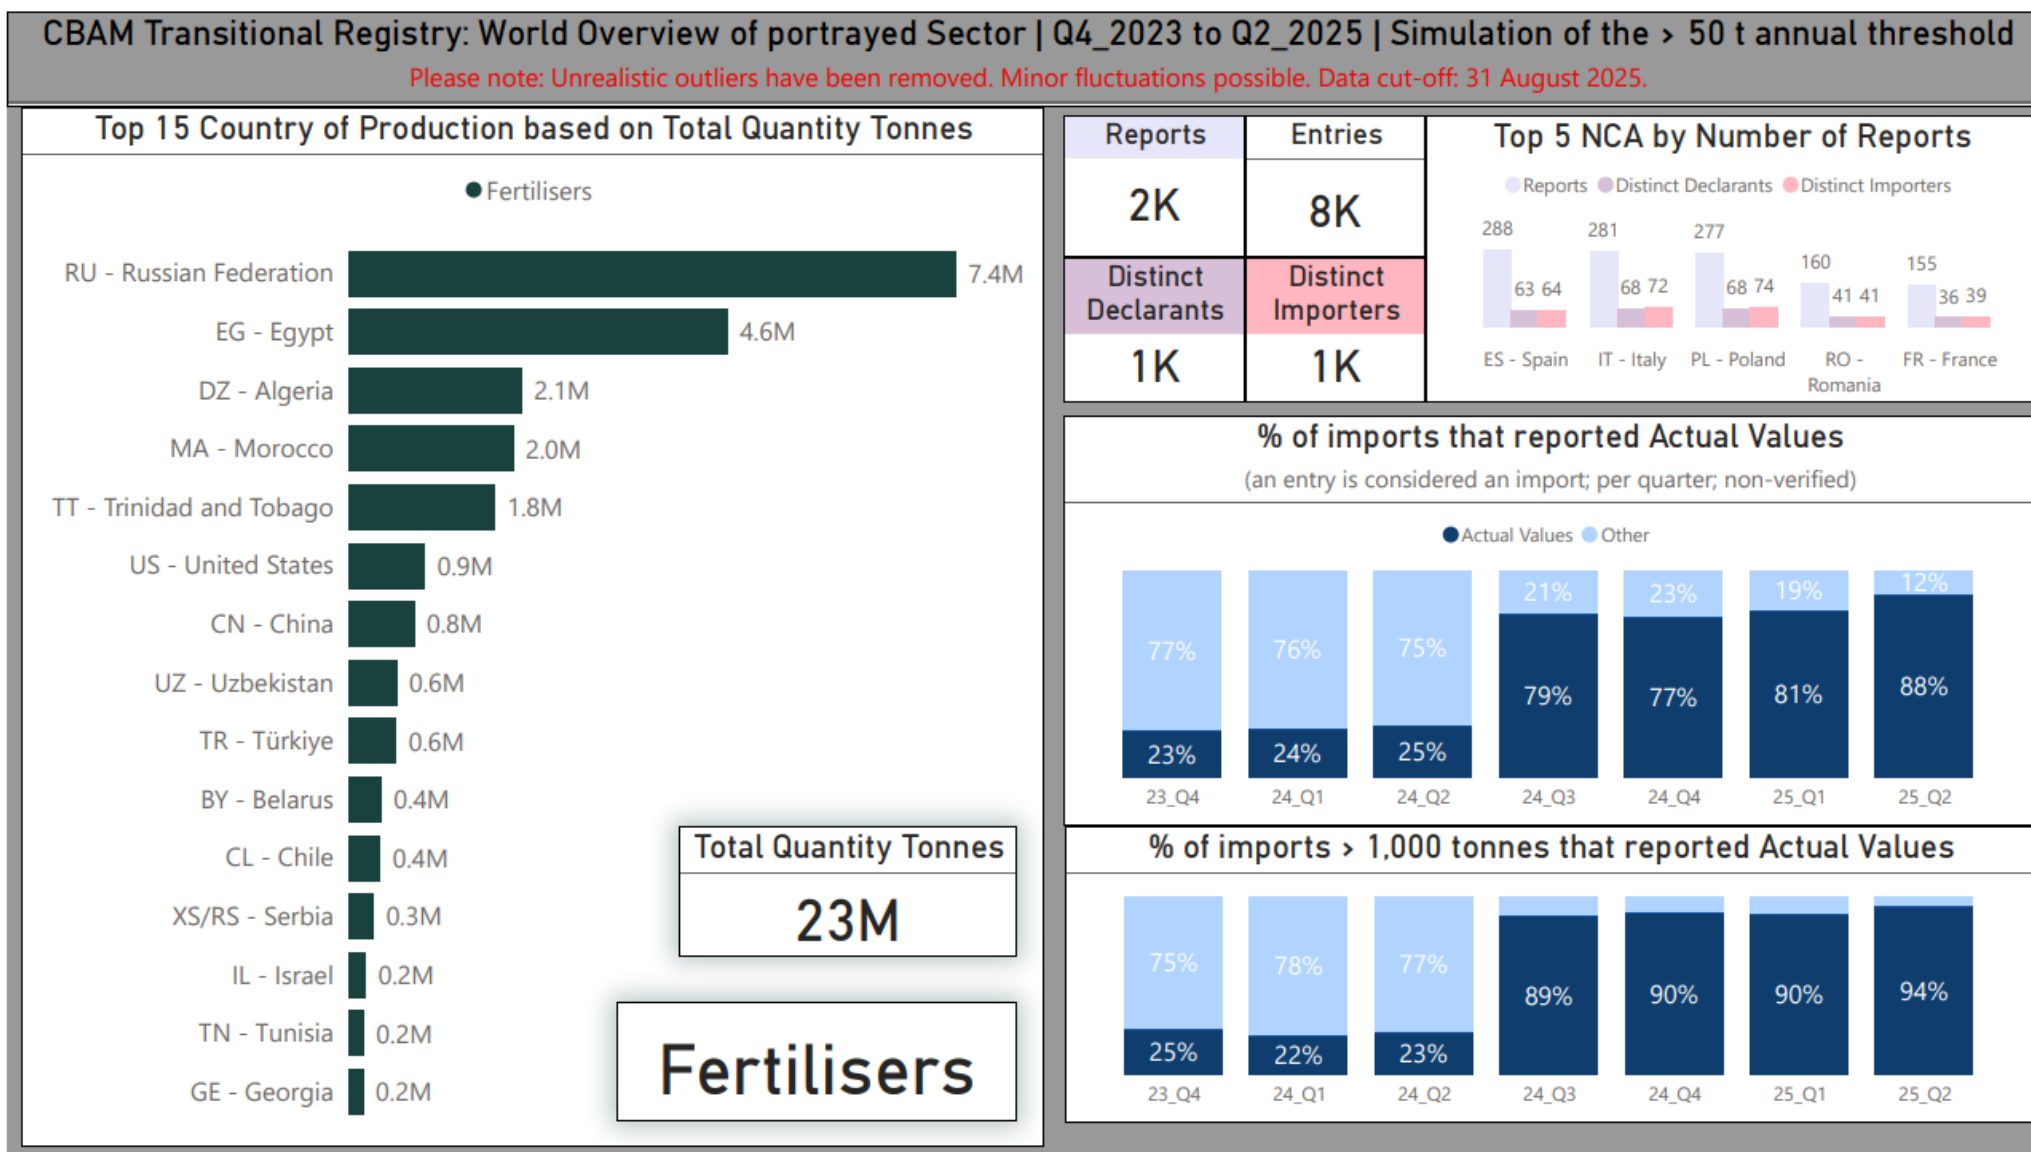 CBAM Transitional Registry: World Overview of portrayed Sector | Q4_2023 to Q2_2025 | Simulation of the > 50 t annual threshold
Please note: Unrealistic outliers have been removed. Minor fluctuations possible. Data cut-off: 31 August 2025.
Top 15 Country of Production based on Total Quantity Tonnes
Fertilisers
RU - Russian Federation 7.4M
EG - Egypt 4.6M
DZ - Algeria 2.1M
MA - Morocco 2.0M
TT - Trinidad and Tobago 1.8M
US - United States 0.9M
CN - China 0.8M
UZ - Uzbekistan 0.6M
TR - Türkiye 0.6M
BY - Belarus 0.4M
CL - Chile 0.4M
XS/RS - Serbia 0.3M
IL - Israel 0.2M
TN - Tunisia 0.2M
GE - Georgia 0.2M
Total Quantity Tonnes
23M
Fertilisers
Reports
2K
Entries
8K
Distinct
Declarants
1K
Distinct
Importers
1K
Top 5 NCA by Number of Reports
Reports Distinct Declarants Distinct Importers
288 63 64
281 68 72
277 68 74
160 41 41
155 36 39
ES - Spain IT - Italy PL - Poland RO - FR - France
Romania
% of imports that reported Actual Values
(an entry is considered an import; per quarter; non-verified)
Actual Values Other
77% 76% 75% 21% 23% 19% 12%
23% 24% 25% 79% 77% 81% 88%
23_Q4 24_Q1 24_Q2 24_Q3 24_Q4 25_Q1 25_Q2
% of imports > 1,000 tonnes that reported Actual Values
75% 78% 77%
25% 22% 23% 89% 90% 90% 94%
23_Q4 24_Q1 24_Q2 24_Q3 24_Q4 25_Q1 25_Q2